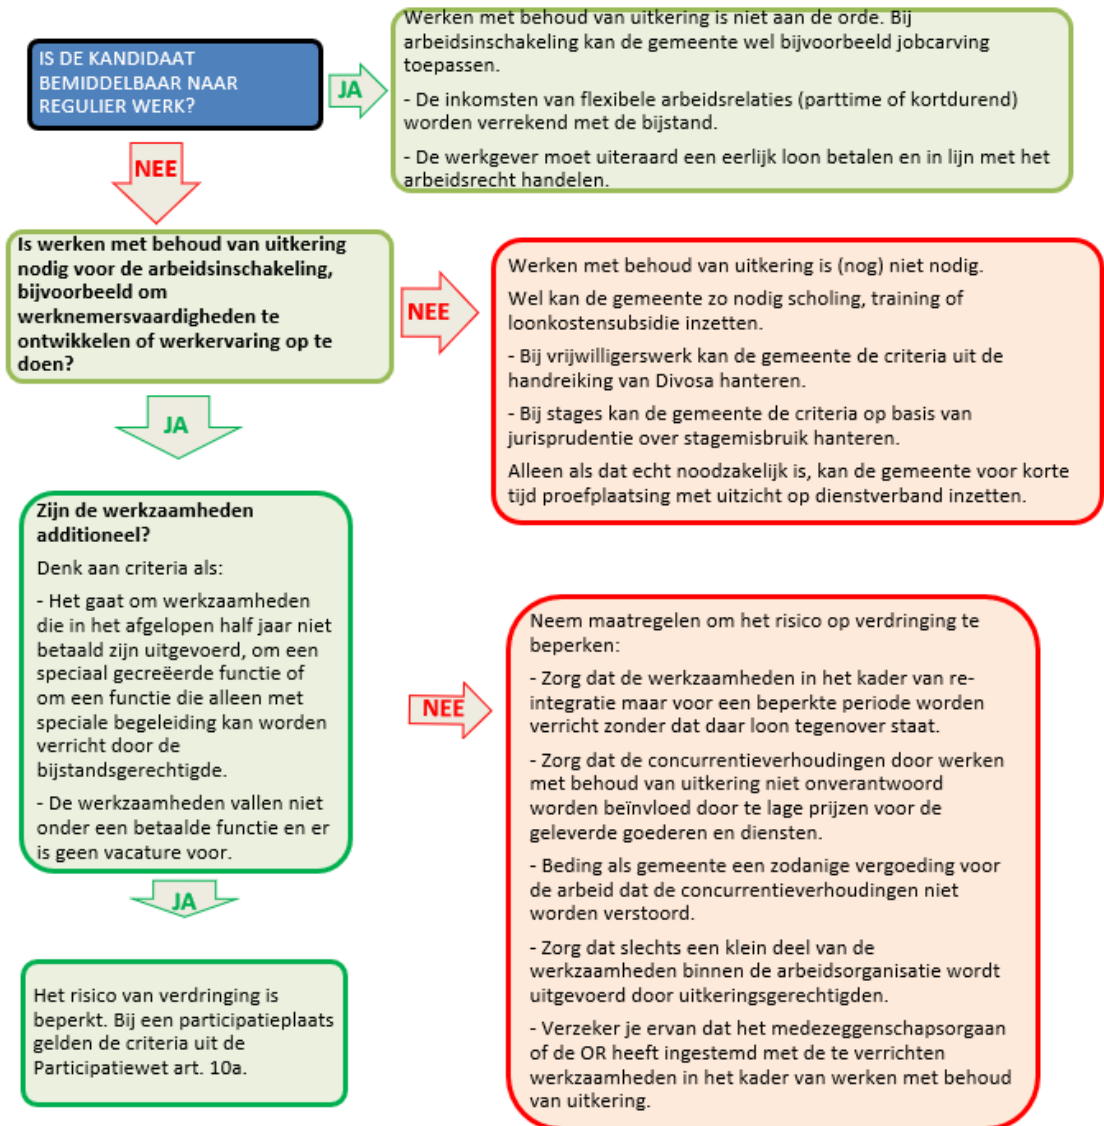 IS DE KANDIDAAT
BEMIDDELBAAR NAAR
REGULIER WERK?
JA
Werken met behoud van uitkering is niet aan de orde. Bij
arbeidsinschakeling kan de gemeente wel bijvoorbeeld jobcarving
toepassen.
- De inkomsten van flexibele arbeidsrelaties (parttime of kortdurend)
worden verrekend met de bijstand.
- De werkgever moet uiteraard een eerlijk loon betalen en in lijn met het
arbeidsrecht handelen.
NEE
Is werken met behoud van uitkering
nodig voor de arbeidsinschakeling,
bijvoorbeeld om
werknemersvaardigheden te
ontwikkelen of werkervaring op te
doen?
NEE
Werken met behoud van uitkering is (nog) niet nodig.
Wel kan de gemeente zo nodig scholing, training of
loonkostensubsidie inzetten.
- Bij vrijwilligerswerk kan de gemeente de criteria uit de
handreiking van Divosa hanteren.
- Bij stages kan de gemeente de criteria op basis van
jurisprudentie over stagemisbruik hanteren.
Alleen als dat echt noodzakelijk is, kan de gemeente voor korte
tijd proefplaatsing met uitzicht op dienstverband inzetten.
JA
Zijn de werkzaamheden
additioneel?
Denk aan criteria als:
- Het gaat om werkzaamheden
die in het afgelopen half jaar niet
betaald zijn uitgevoerd, om een
speciaal gecreëerde functie of
om een functie die alleen met
speciale begeleiding kan worden
verricht door de
bijstandsgerechtigde.
- De werkzaamheden vallen niet
onder een betaalde functie en er
is geen vacature voor.
NEE
Neem maatregelen om het risico op verdringing te
beperken:
- Zorg dat de werkzaamheden in het kader van re-
integratie maar voor een beperkte periode worden
verricht zonder dat daar loon tegenover staat.
- Zorg dat de concurrentieverhoudingen door werken
met behoud van uitkering niet onverantwoord
worden beïnvloed door te lage prijzen voor de
geleverde goederen en diensten.
- Beding als gemeente een zodanige vergoeding voor
de arbeid dat de concurrentieverhoudingen niet
worden verstoord.
- Zorg dat slechts een klein deel van de
werkzaamheden binnen de arbeidsorganisatie wordt
uitgevoerd door uitkeringsgerechtigden.
- Verzeker je ervan dat het medezeggenschapsorgaan
of de OR heeft ingestemd met de te verrichten
werkzaamheden in het kader van werken met behoud
van uitkering.
JA
Het risico van verdringing is
beperkt. Bij een participatieplaats
gelden de criteria uit de
Participatiewet art. 10a.